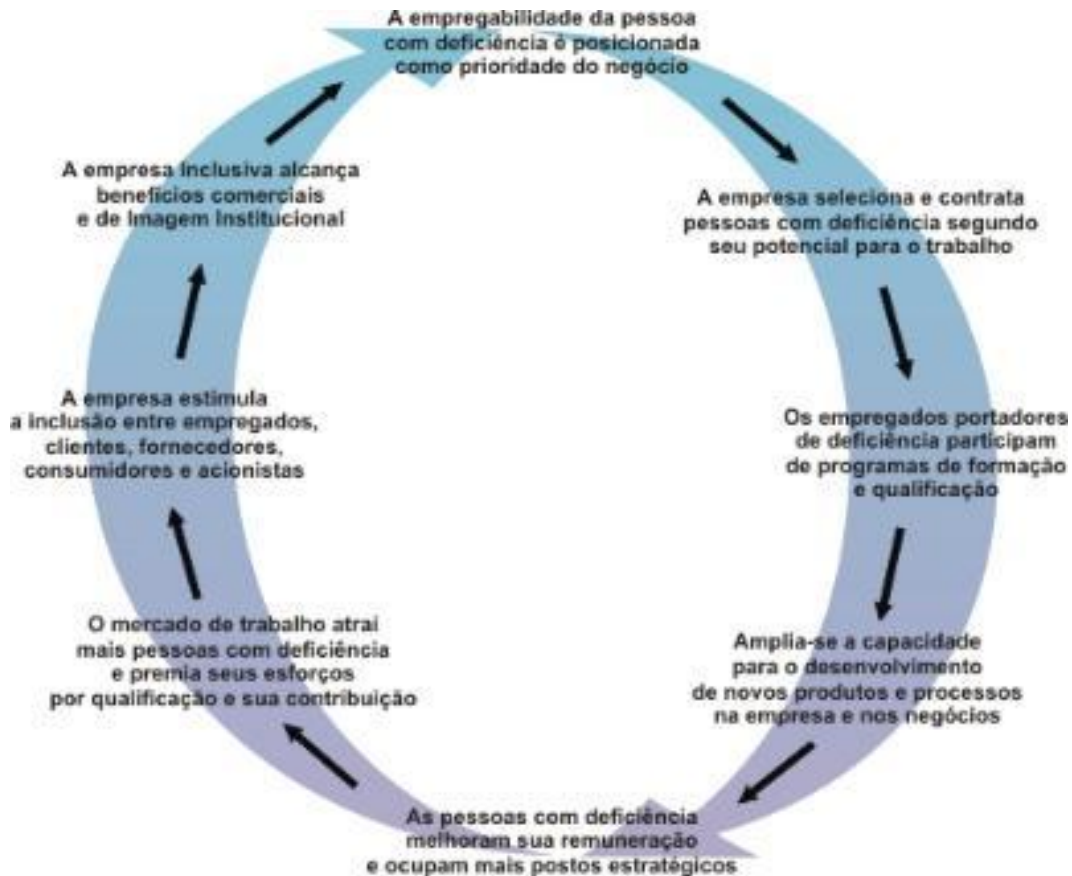 A empregabilidade da pessoa
com deficiência é posicionada
como prioridade do negócio
A empresa seleciona e contrata
pessoas com deficiência segundo
seu potencial para o trabalho
Os empregados portadores
de deficiência participam
de programas de formação
e qualificação
Amplia-se a capacidade
para o desenvolvimento
de novos produtos e processos
na empresa e nos negócios
As pessoas com deficiência
melhoram sua remuneração
e ocupam mais postos estratégicos
O mercado de trabalho atrai
mais pessoas com deficiência
e premia seus esforços
por qualificação e sua contribuição
A empresa estimula
a inclusão entre empregados,
clientes, fornecedores,
consumidores e acionistas
A empresa Inclusiva alcança
benefícios comerciais
e de Imagem Institucional